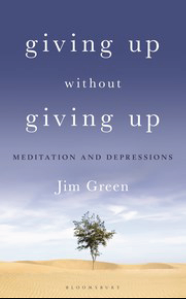 giving up
without
giving up
MEDITATION AND DEPRESSIONS
Jim Green
BLOOMSBURY